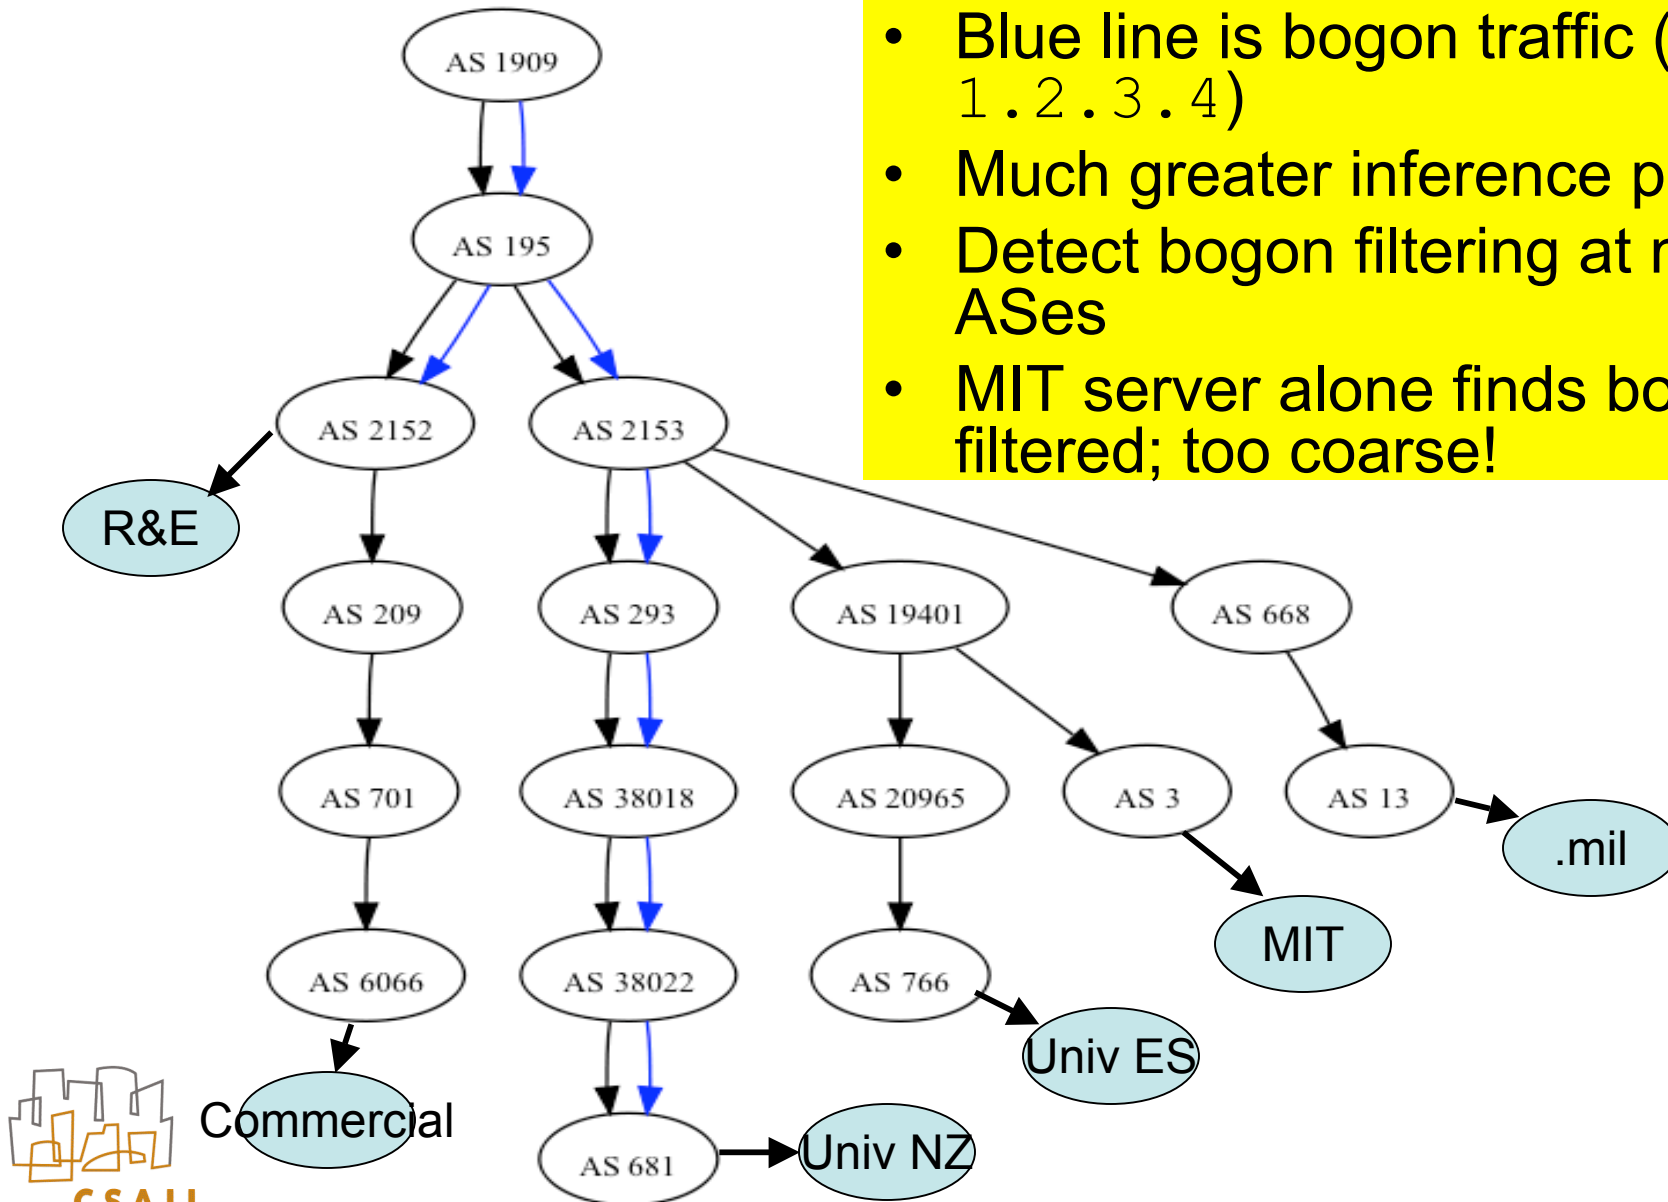 • Blue line is bogon traffic (
1.2.3.4)
• Much greater inference p
• Detect bogon filtering at
ASes
• MIT server alone finds bo
filtered; too coarse!
AS 1909
AS 195
AS 2152
AS 2153
R&E
AS 209
AS 293
AS 19401
AS 668
AS 701
AS 38018
AS 20965
AS 3
AS 13
.mil
MIT
AS 6066
AS 38022
AS 766
Univ ES
Commercial
AS 681
Univ NZ